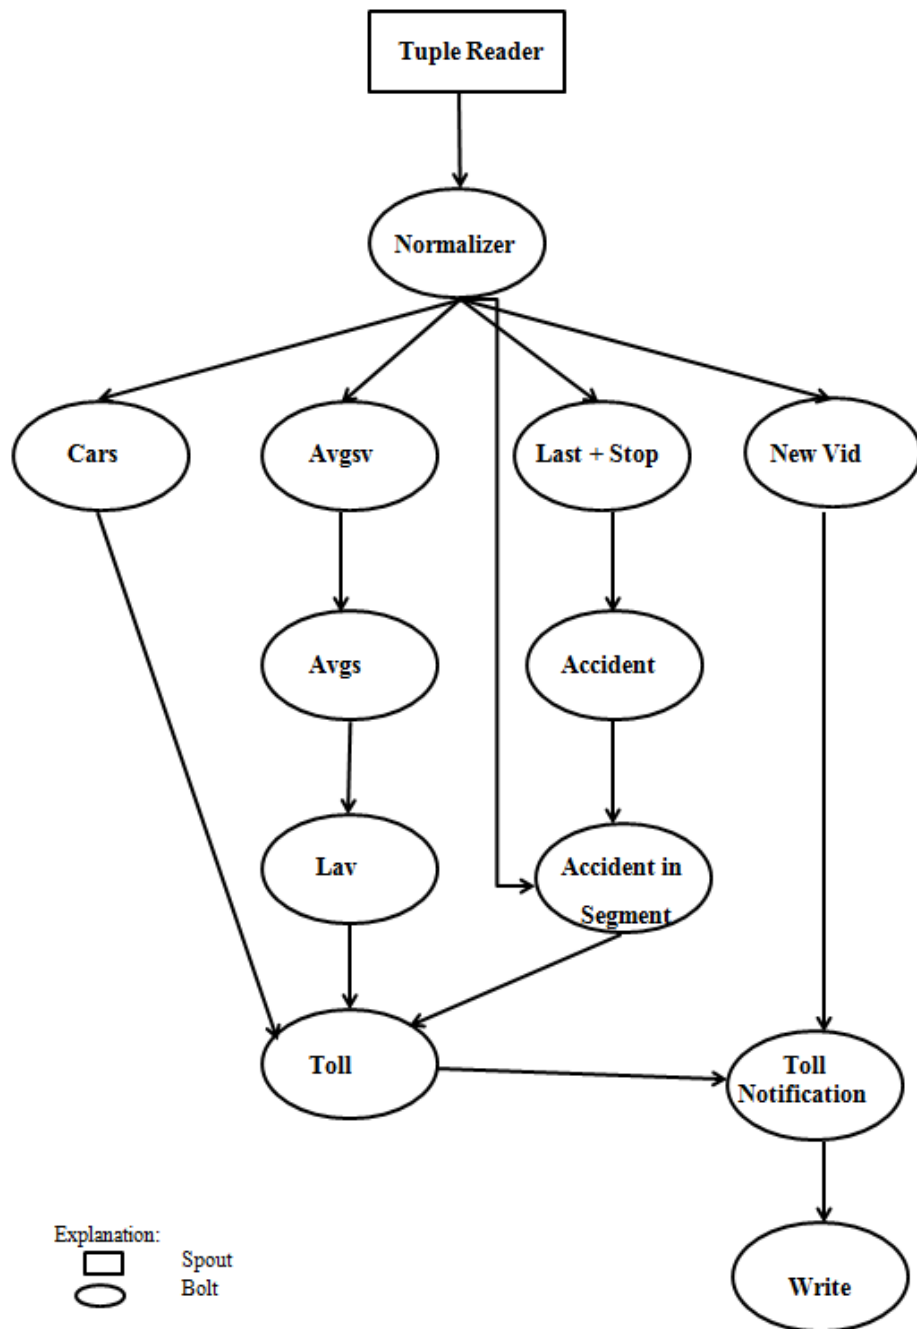 Tuple Reader
Normalizer
Cars
Avgsv
Last + Stop
New Vid
Avgs
Accident
Lav
Accident in
Segment
Toll
Toll
Notification
Explanation:
Spout
Bolt
Write